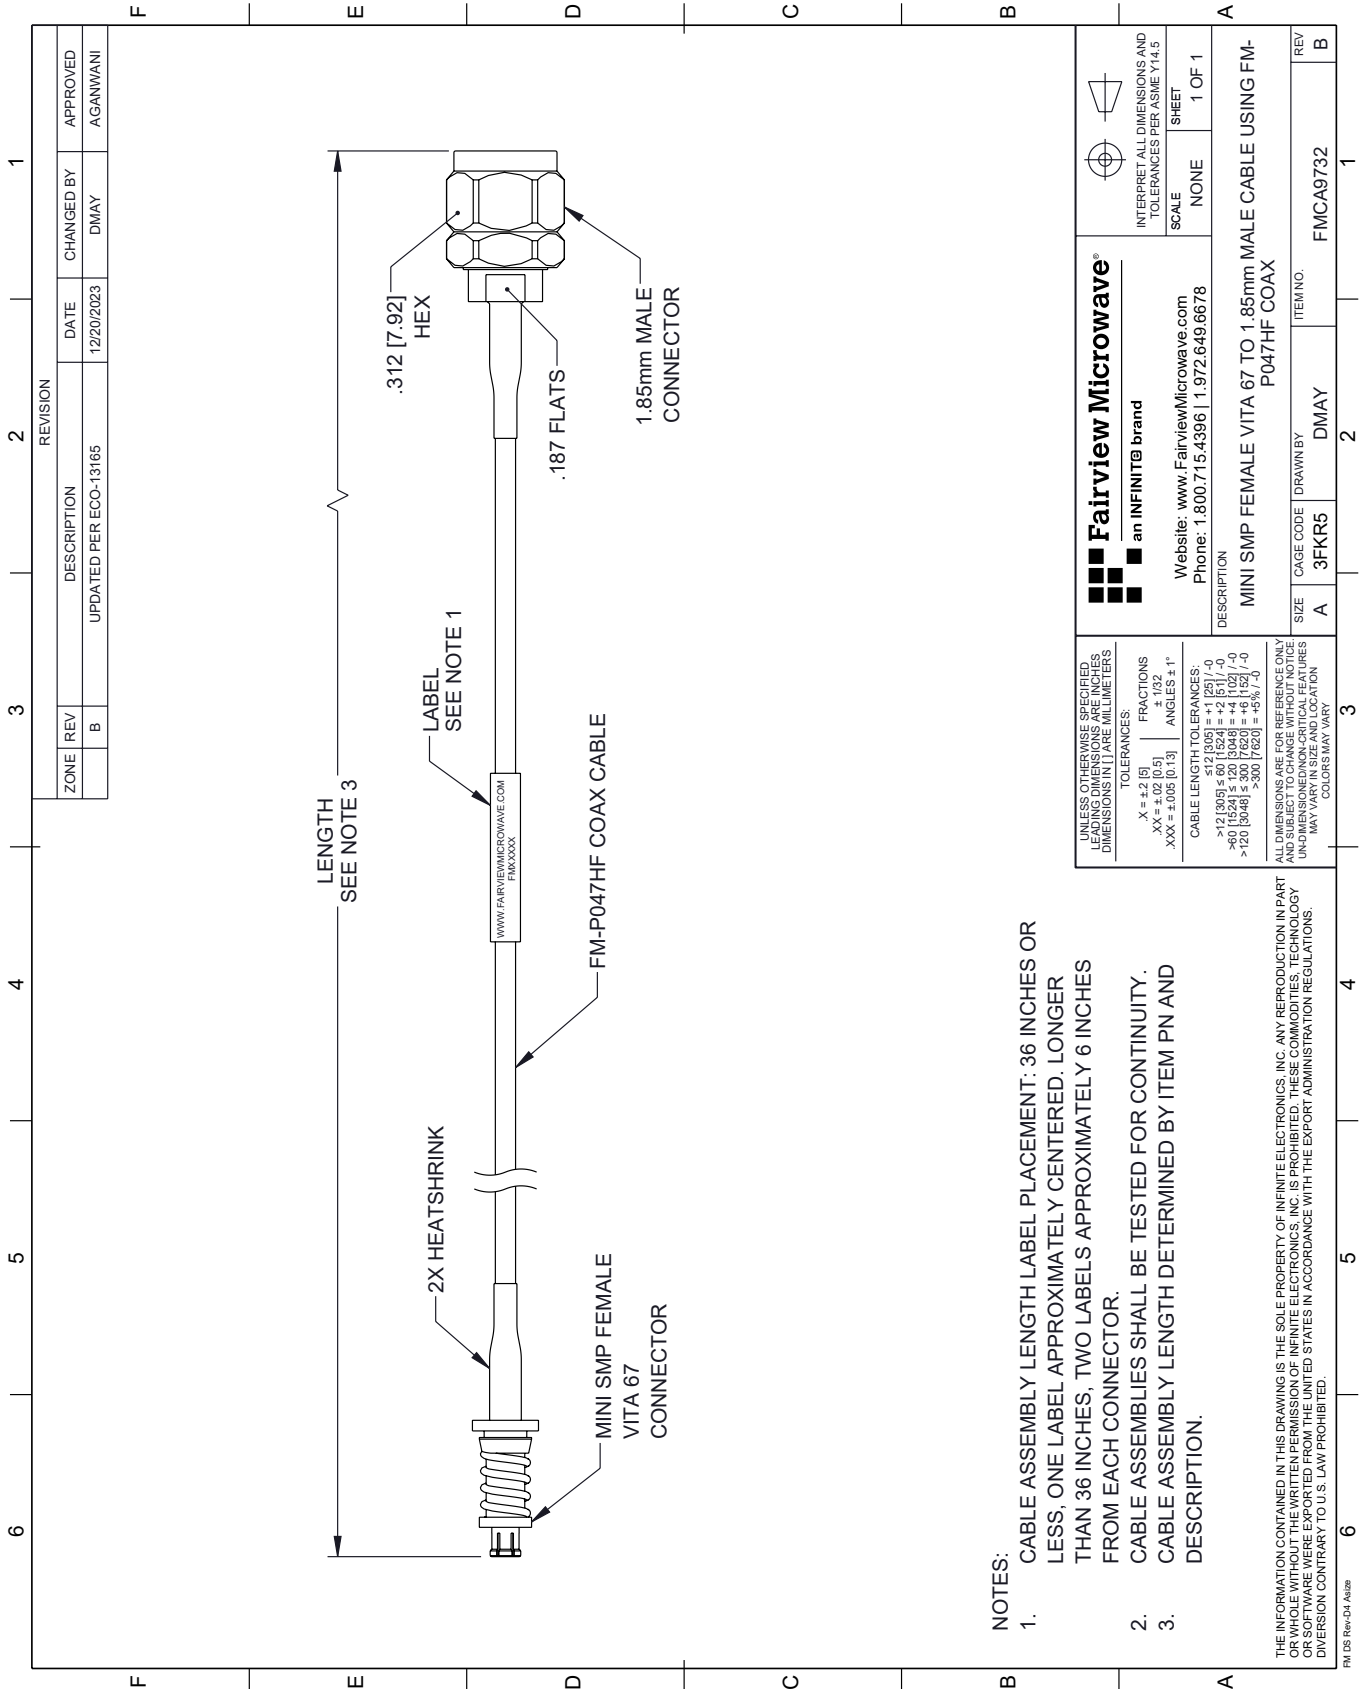 6
5
4
3
2
1
F
E
D
C
B
A
REVISION
ZONE
REV
DESCRIPTION
DATE
CHANGED BY
APPROVED
B
UPDATED PER ECO-13165
12/20/2023
DMAY
AGANWANI
LENGTH
SEE NOTE 3
.312 [7.92]
HEX
2X HEATSHRINK
LABEL
SEE NOTE 1
WWW.FAIRVIEWMICROWAVE.COM
FMXXXXX
.187 FLATS
MINI SMP FEMALE
VITA 67
CONNECTOR
FM-P047HF COAX CABLE
1.85mm MALE
CONNECTOR
NOTES:
1. CABLE ASSEMBLY LENGTH LABEL PLACEMENT: 36 INCHES OR
LESS, ONE LABEL APPROXIMATELY CENTERED. LONGER
THAN 36 INCHES, TWO LABELS APPROXIMATELY 6 INCHES
FROM EACH CONNECTOR.
2. CABLE ASSEMBLIES SHALL BE TESTED FOR CONTINUITY.
3. CABLE ASSEMBLY LENGTH DETERMINED BY ITEM PN AND
DESCRIPTION.
THE INFORMATION CONTAINED IN THIS DRAWING IS THE SOLE PROPERTY OF INFINITE ELECTRONICS, INC. ANY REPRODUCTION IN PART
OR WHOLE WITHOUT THE WRITTEN PERMISSION OF INFINITE ELECTRONICS, INC. IS PROHIBITED. THESE COMMODITIES, TECHNOLOGY
OR SOFTWARE WERE EXPORTED FROM THE UNITED STATES IN ACCORDANCE WITH THE EXPORT ADMINISTRATION REGULATIONS.
DIVERSION CONTRARY TO U.S. LAW PROHIBITED.
UNLESS OTHERWISE SPECIFIED
LEADING DIMENSIONS ARE INCHES
DIMENSIONS IN [ ] ARE MILLIMETERS
TOLERANCES:
.X = ±.2 [5]
.XX = ±.02 [0.5]
.XXX = ±.005 [0.13]
FRACTIONS
± 1/32
ANGLES ± 1°
CABLE LENGTH TOLERANCES:
≤12 [305] = +1 [25] / -0
>12 [305] ≤ 60 [1524] = +2 [51] / -0
>60 [1524] ≤ 120 [3048] = +4 [102] / -0
>120 [3048] ≤ 300 [7620] = +6 [152] / -0
>300 [7620] = +5% / -0
ALL DIMENSIONS ARE FOR REFERENCE ONLY
AND SUBJECT TO CHANGE WITHOUT NOTICE.
UN-DIMENSIONED/NON-CRITICAL FEATURES
MAY VARY IN SIZE AND LOCATION
COLORS MAY VARY
Fairview Microwave®
an INFINIT℮ brand
Website: www.FairviewMicrowave.com
Phone: 1.800.715.4396 | 1.972.649.6678
INTERPRET ALL DIMENSIONS AND
TOLERANCES PER ASME Y14.5
SCALE
NONE
SHEET
1 OF 1
DESCRIPTION
MINI SMP FEMALE VITA 67 TO 1.85mm MALE CABLE USING FM-
P047HF COAX
SIZE
A
CAGE CODE
3FKR5
DRAWN BY
DMAY
ITEM NO.
FMCA9732
REV
B
F
E
D
C
B
A
6
5
4
3
2
1
FM DS Rev-D4 Asize